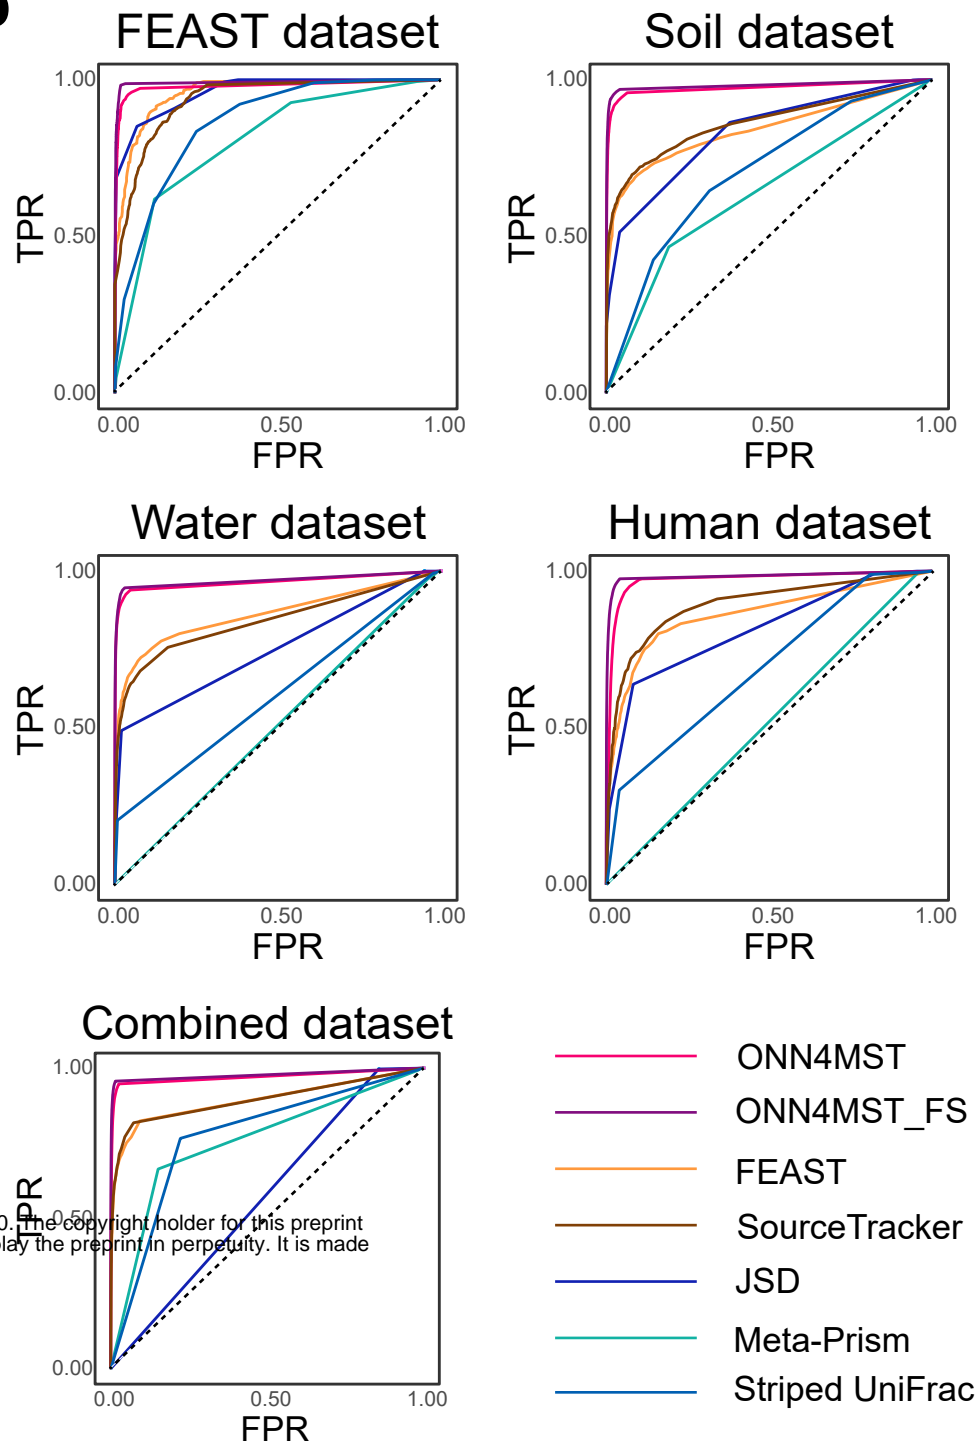 FEAST dataset
1.00
0.50
0.00
TPR
0.00 0.50 1.00
FPR
Soil dataset
1.00
0.50
0.00
TPR
0.00 0.50 1.00
FPR
Water dataset
1.00
0.50
0.00
TPR
0.00 0.50 1.00
FPR
Human dataset
1.00
0.50
0.00
TPR
0.00 0.50 1.00
FPR
Combined dataset
1.00
0.50
0.00
TPR
0.00 0.50 1.00
FPR
0. The copyright holder for this preprint
play the preprint in perpetuity. It is made
ONN4MST
ONN4MST_FS
FEAST
SourceTracker
JSD
Meta-Prism
Striped UniFrac